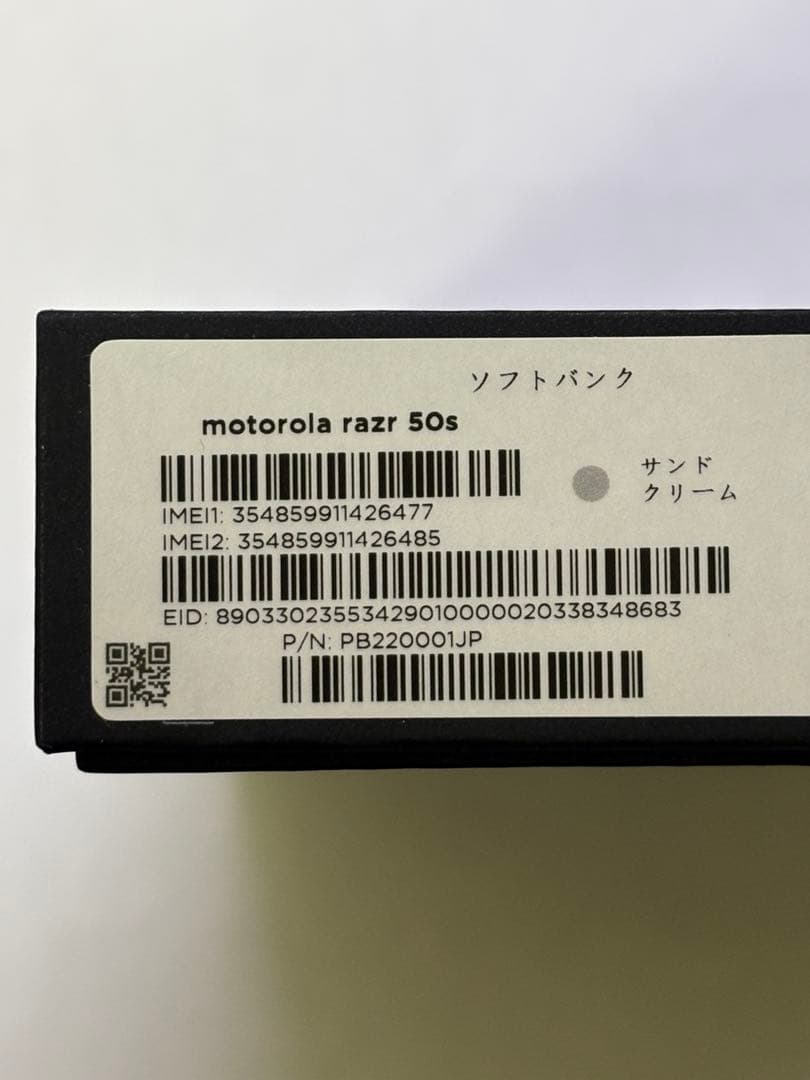 ソフトバンク
motorola razr 50s
サンド
クリーム
IMEI1: 354859911426477
IMEI2: 354859911426485
EID: 89033023553429010000020338348683
P/N: PB220001JP